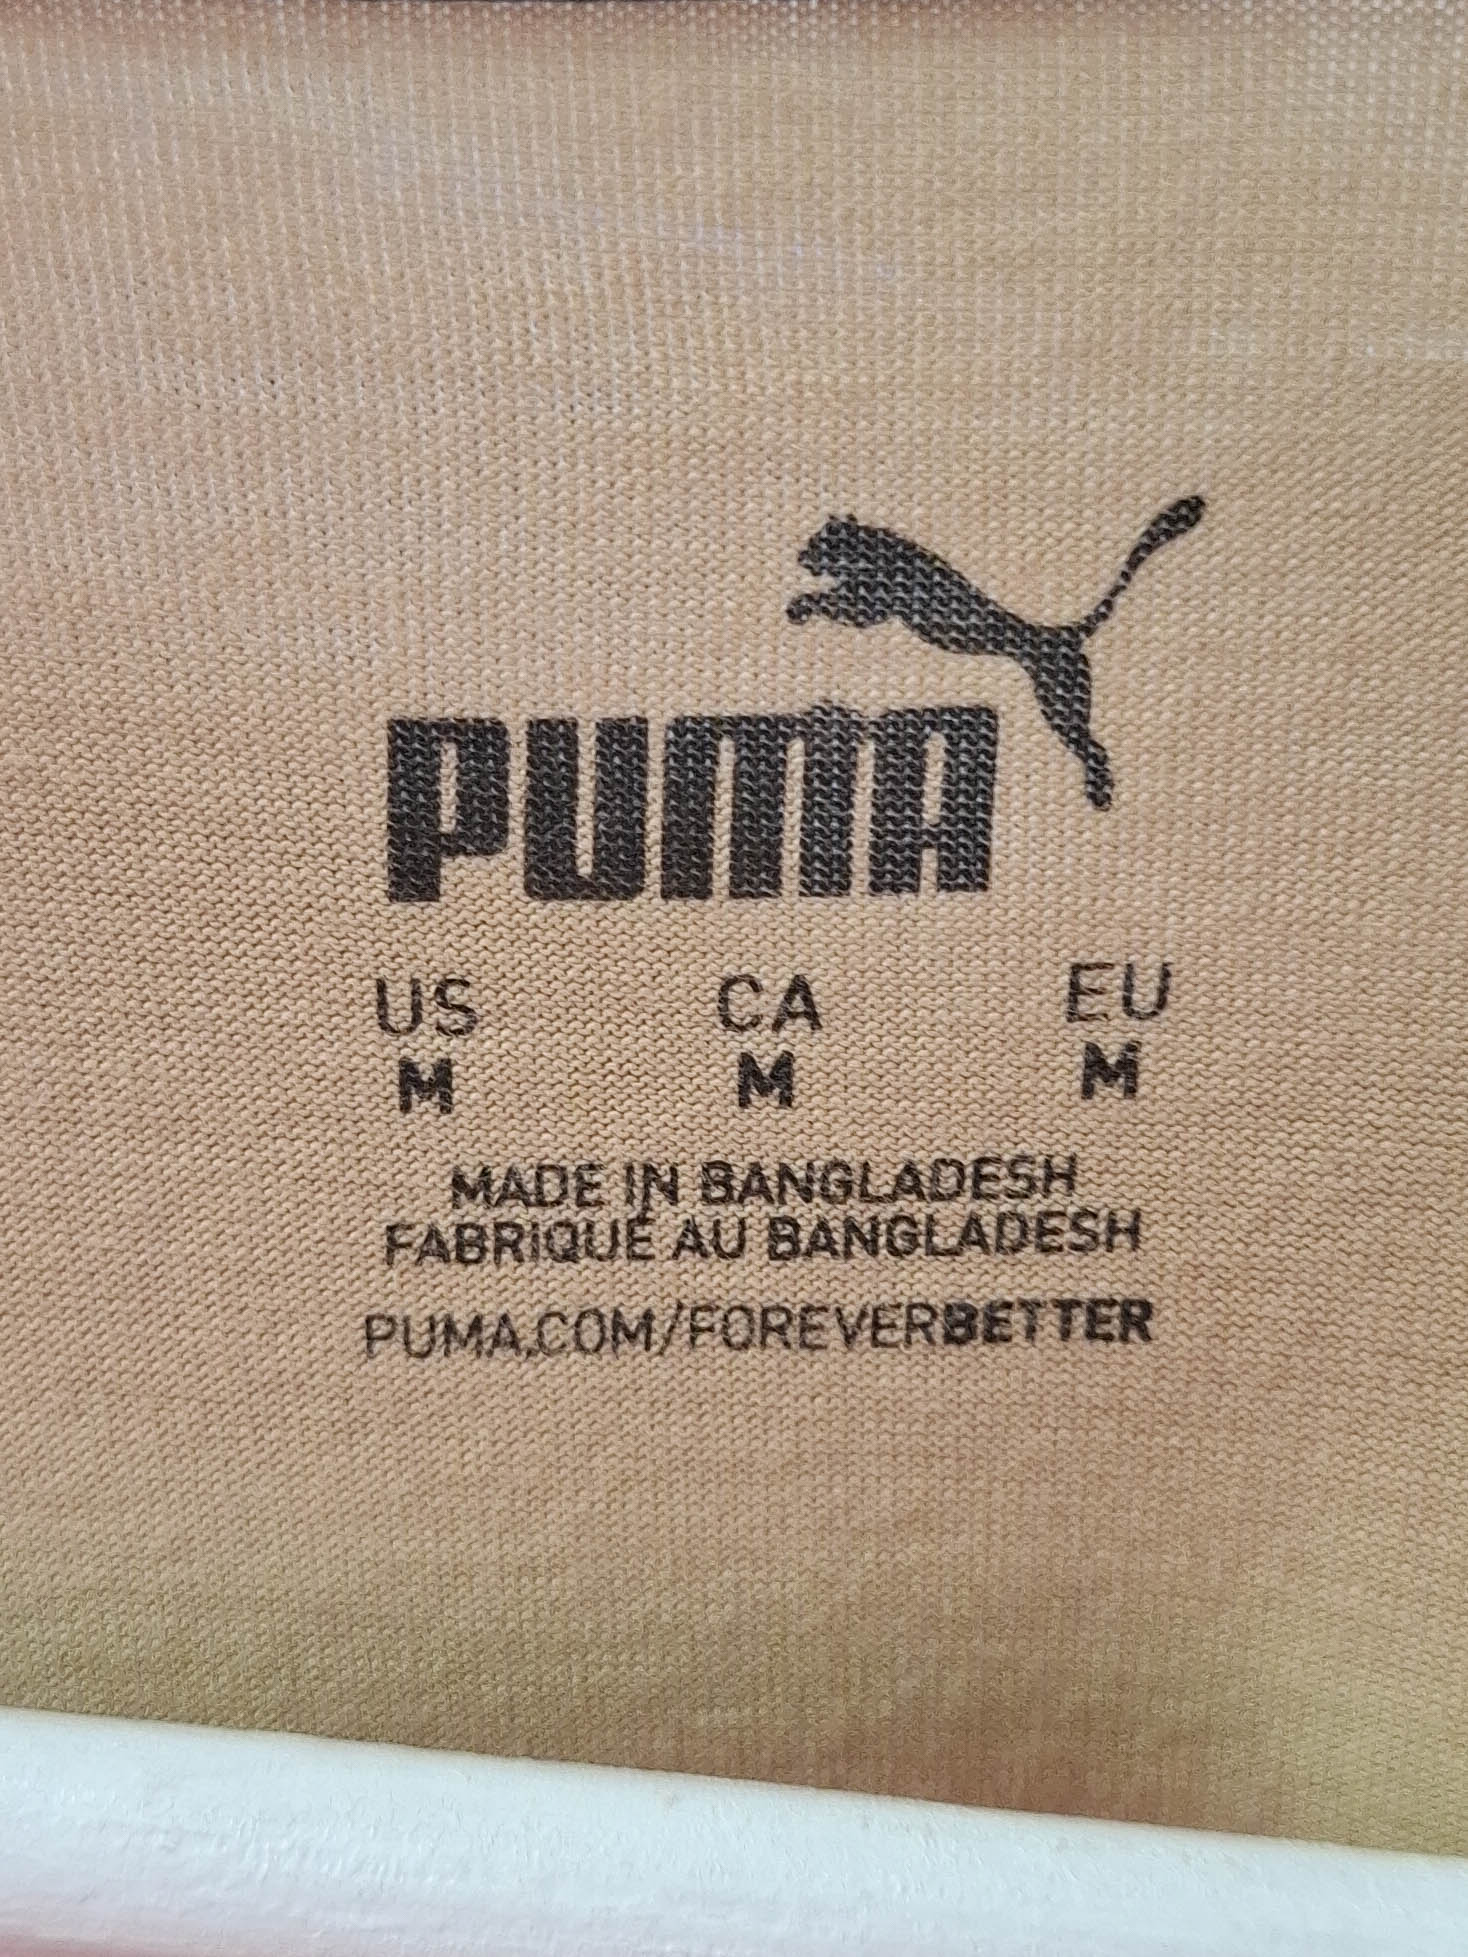 PUMA
US CA EU
M M M
MADE IN BANGLADESH
FABRIQUÉ AU BANGLADESH
PUMA.COM/FOREVERBETTER